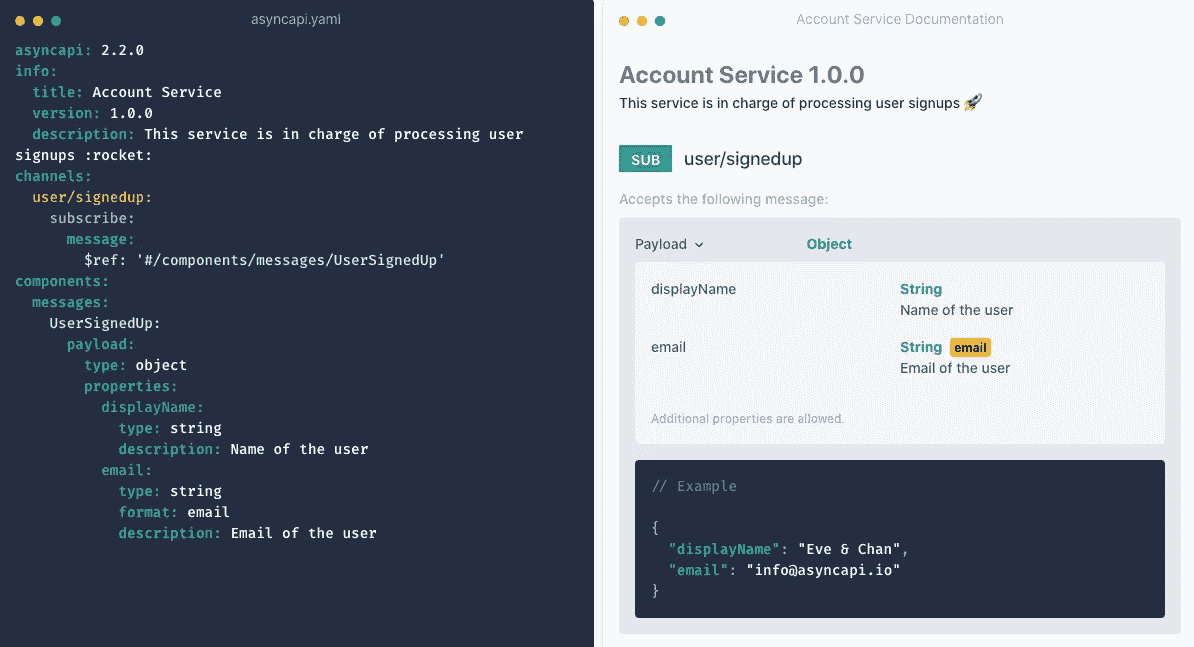 asyncapi.yaml
asyncapi: 2.2.0
info:
  title: Account Service
  version: 1.0.0
  description: This service is in charge of processing user
signups :rocket:
channels:
  user/signedup:
    subscribe:
      message:
        $ref: '#/components/messages/UserSignedUp'
components:
  messages:
    UserSignedUp:
      payload:
        type: object
        properties:
          displayName:
            type: string
            description: Name of the user
          email:
            type: string
            format: email
            description: Email of the user
Account Service Documentation
Account Service 1.0.0
This service is in charge of processing user signups 🚀
SUB user/signedup
Accepts the following message:
Payload Object
displayName String
Name of the user
email String email
Email of the user
Additional properties are allowed.
// Example
{
  "displayName": "Eve & Chan",
  "email": "info@asyncapi.io"
}